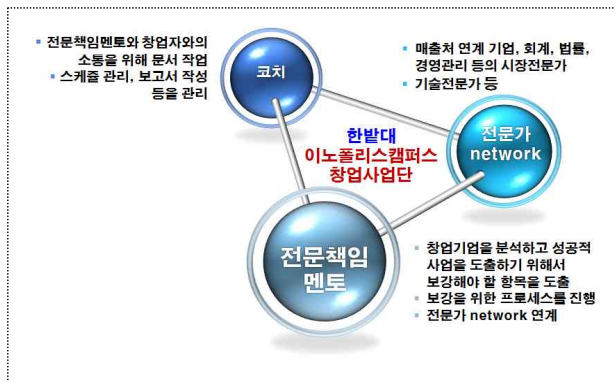 ▪ 전문책임멘토와 창업자와의
소통을 위해 문서 작업
▪ 스케쥴 관리, 보고서 작성
등을 관리
코치
▪ 매출처 연계 기업, 회계, 법률,
경영관리 등의 시장전문가
▪ 기술전문가 등
전문가
network
한밭대
이노폴리스캠퍼스
창업사업단
전문책임
멘토
▪ 창업기업을 분석하고 성공적
사업을 도출하기 위해서
보강해야 할 항목을 도출
▪ 보강을 위한 프로세스를 진행
▪ 전문가 network 연계